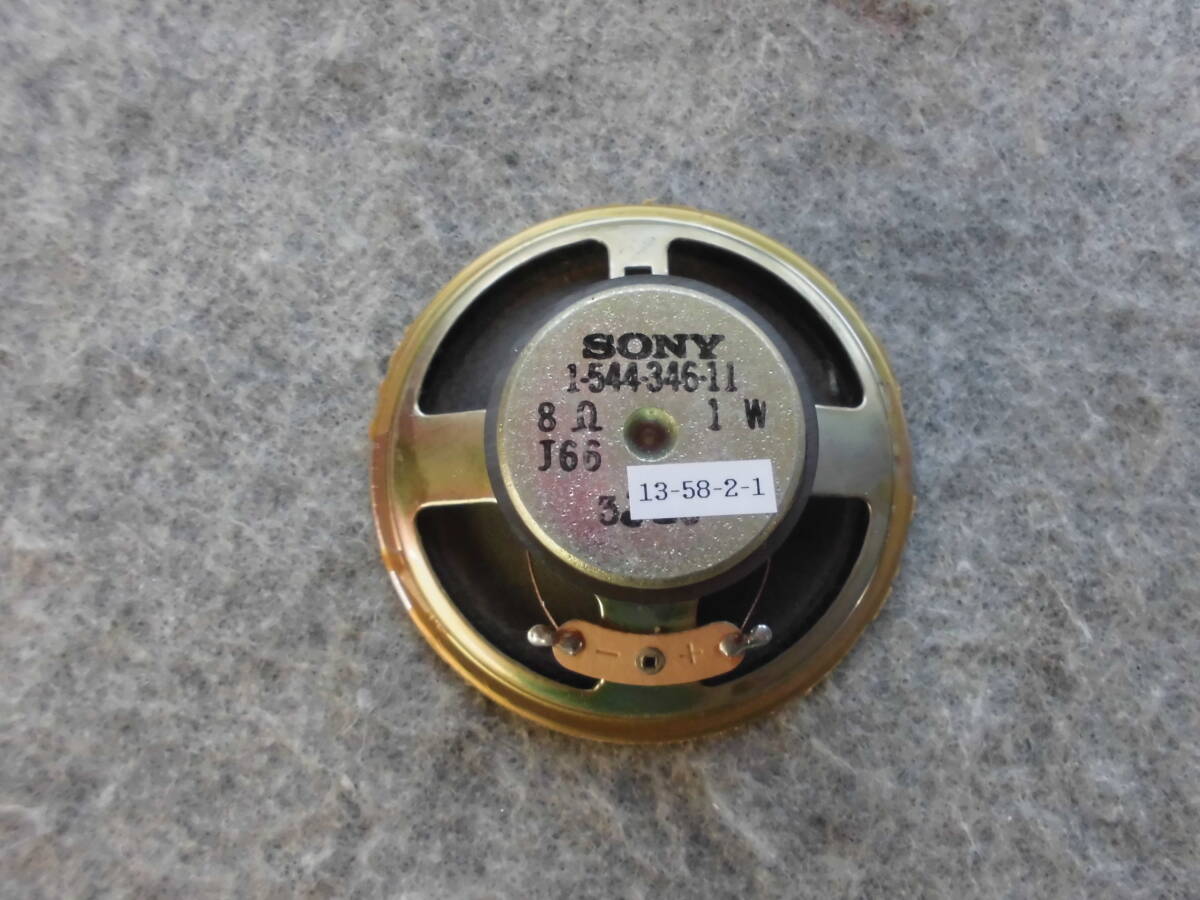 SONY
1-544-346-11
8 Ω 1 W
J66
13-58-2-1
- +